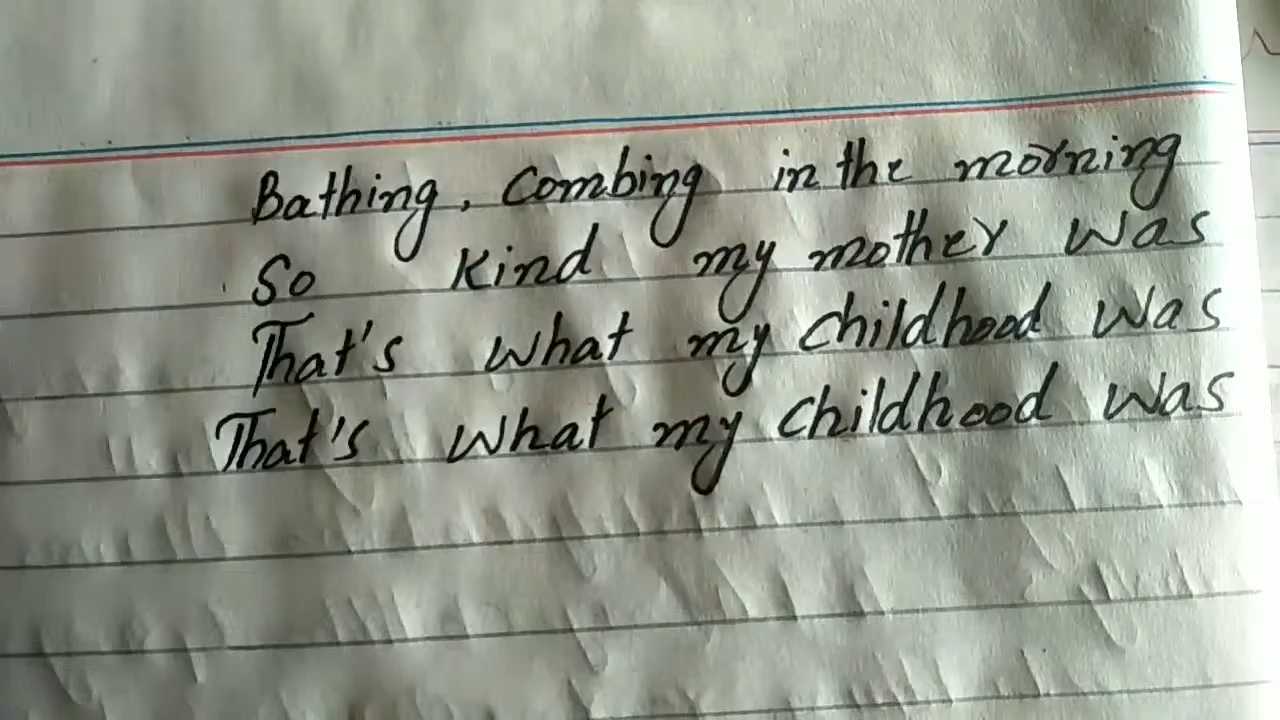 Bathing, Combing in the morning
So Kind my mother was
That's what my childhood was
That's what my childhood was